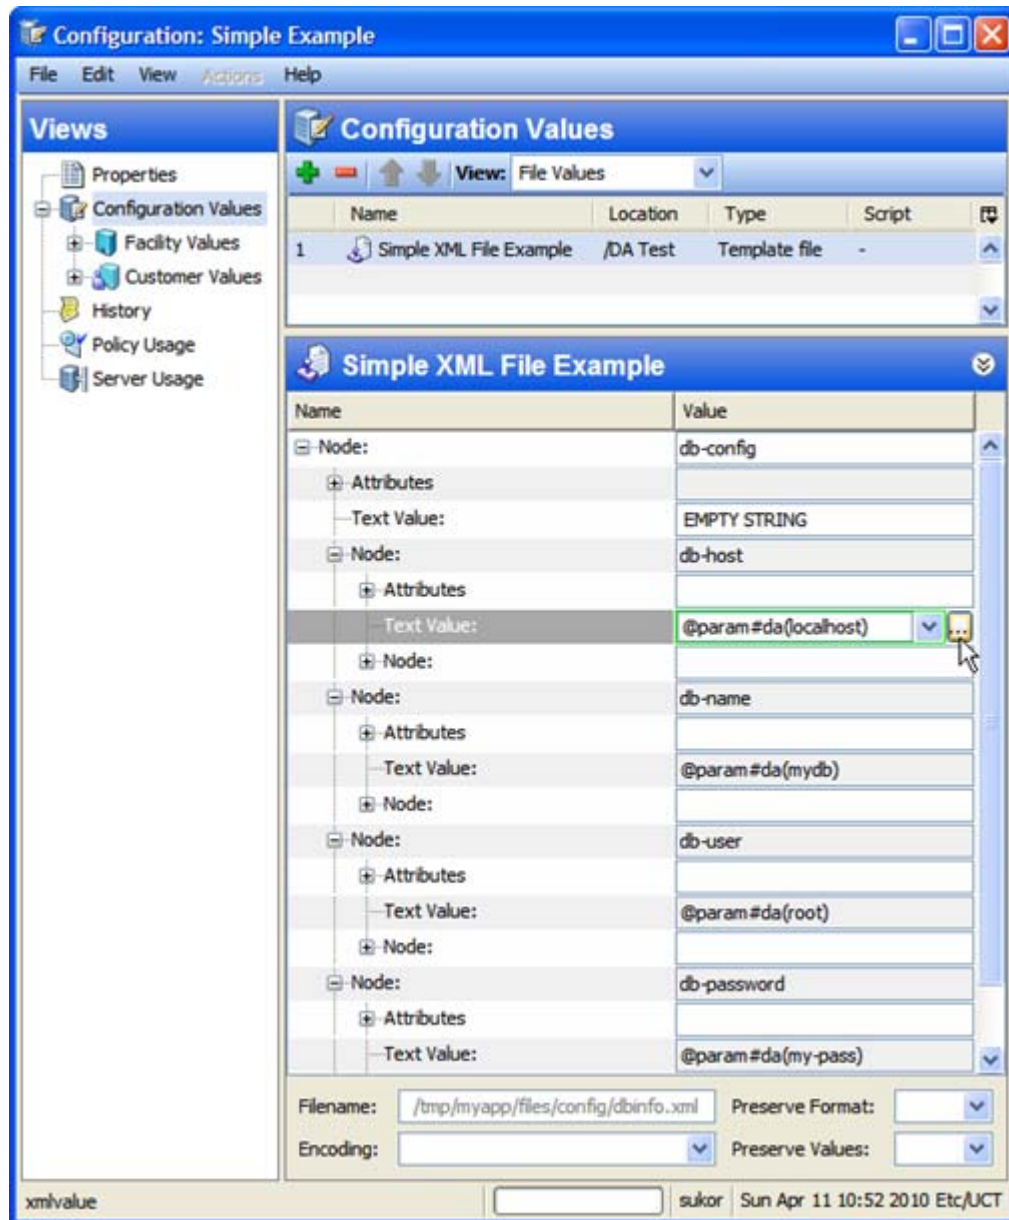 Configuration: Simple Example
File Edit View Actions Help
Views
Properties
Configuration Values
Facility Values
Customer Values
History
Policy Usage
Server Usage
Configuration Values
View: File Values
Name Location Type Script
1 Simple XML File Example /DA Test Template file -
Simple XML File Example
Name Value
Node: db-config
Attributes
Text Value: EMPTY STRING
Node: db-host
Attributes
Text Value: @param#da(localhost) ...
Node:
Node: db-name
Attributes
Text Value: @param#da(mydb)
Node:
Node: db-user
Attributes
Text Value: @param#da(root)
Node:
Node: db-password
Attributes
Text Value: @param#da(my-pass)
Filename: /tmp/myapp/files/config/dbinfo.xml Preserve Format:
Encoding: Preserve Values:
xmlvalue sukor Sun Apr 11 10:52 2010 Etc/UCT